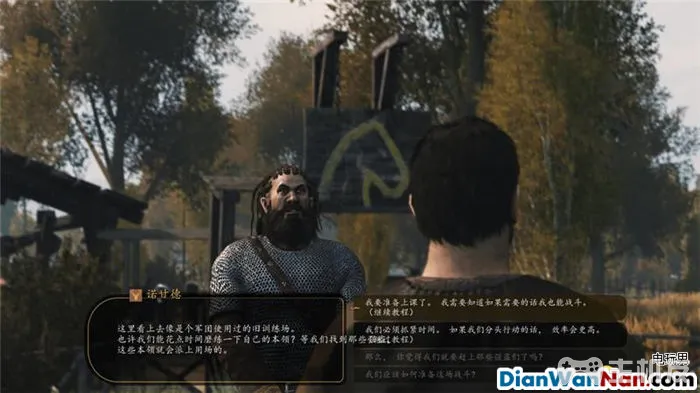 诺甘德
这里看上去像是个军团使用过的旧训练场。
也许我们能花点时间磨练一下自己的本领？等我们找到那些
这些本领就会派上用场的。
我要准备上课了。 我需要知道如果需要的话我也能战斗。
（继续教程）
我们必须抓紧时间。 如果我们分头行动的话， 效率会更高。
教程）
那么， 你觉得我们就要赶上那些强盗们了吗？
我们应该如何准备这场战斗？
电玩男
DianWanNan.com